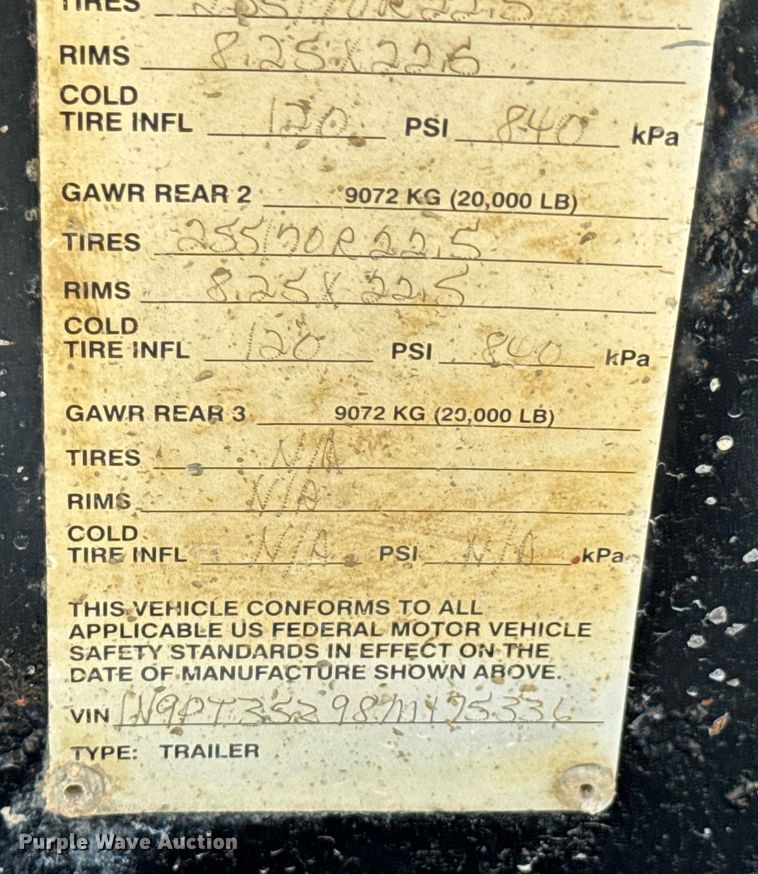 TIRES 255/70R22.5
RIMS 8.25X22.5
COLD
TIRE INFL 120 PSI 840 kPa
GAWR REAR 2 9072 KG (20,000 LB)
TIRES 255/70R22.5
RIMS 8.25X22.5
COLD
TIRE INFL 120 PSI 840 kPa
GAWR REAR 3 9072 KG (20,000 LB)
TIRES N/A
RIMS N/A
COLD
TIRE INFL N/A PSI N/A kPa
THIS VEHICLE CONFORMS TO ALL
APPLICABLE US FEDERAL MOTOR VEHICLE
SAFETY STANDARDS IN EFFECT ON THE
DATE OF MANUFACTURE SHOWN ABOVE.
VIN
TYPE: TRAILER
Purple Wave Auction